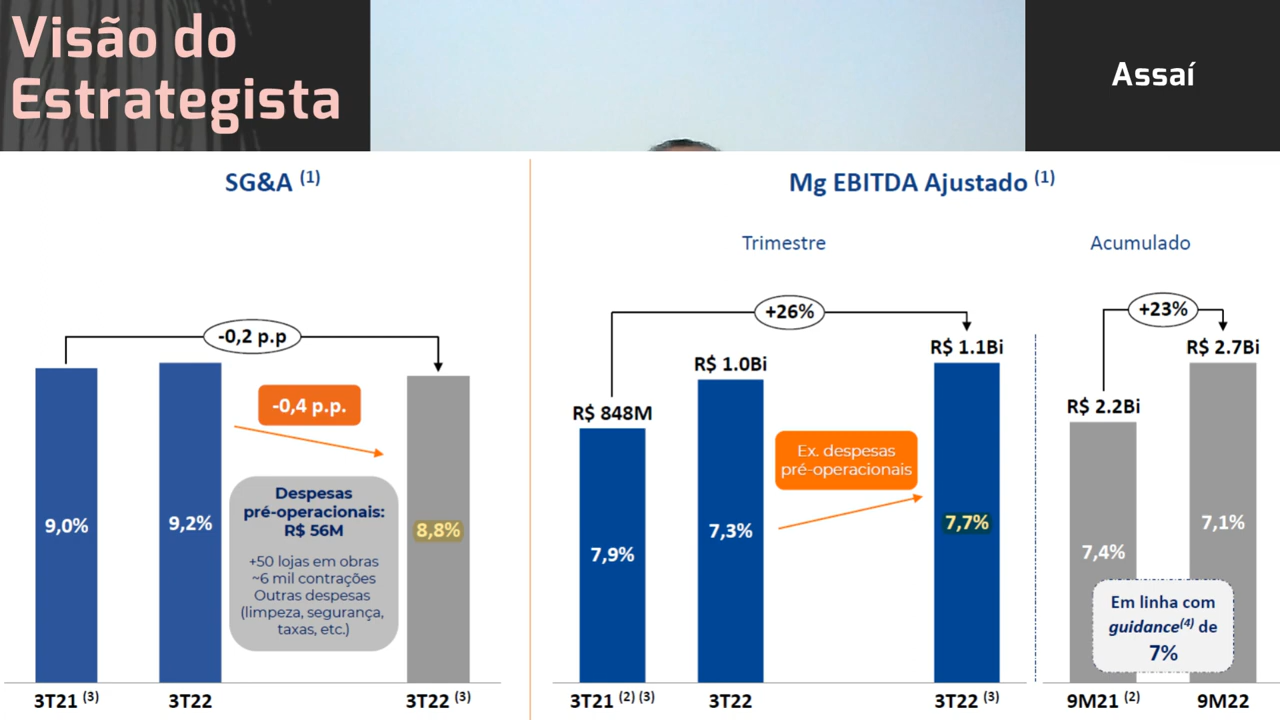 Visão do
Estrategista
Assaí
SG&A (1)
-0,2 p.p
-0,4 p.p.
Despesas
pré-operacionais:
R$ 56M
+50 lojas em obras
~6 mil contrações
Outras despesas
(limpeza, segurança,
taxas, etc.)
9,0%
9,2%
8,8%
3T21 (3)
3T22
3T22 (3)
Mg EBITDA Ajustado (1)
Trimestre
+26%
R$ 848M
R$ 1.0Bi
R$ 1.1Bi
Ex. despesas
pré-operacionais
7,9%
7,3%
7,7%
3T21 (2) (3)
3T22
3T22 (3)
Acumulado
+23%
R$ 2.2Bi
R$ 2.7Bi
7,4%
7,1%
Em linha com
guidance(4) de
7%
9M21 (2)
9M22